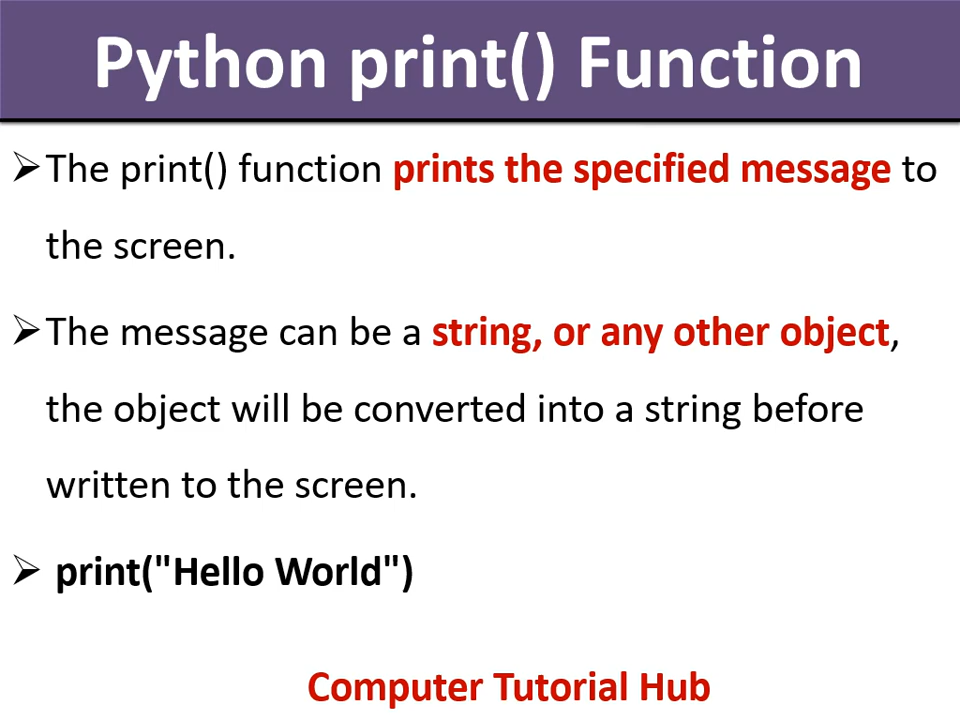 Python print() Function
➢The print() function prints the specified message to
the screen.
➢The message can be a string, or any other object,
the object will be converted into a string before
written to the screen.
➢ print("Hello World")
Computer Tutorial Hub